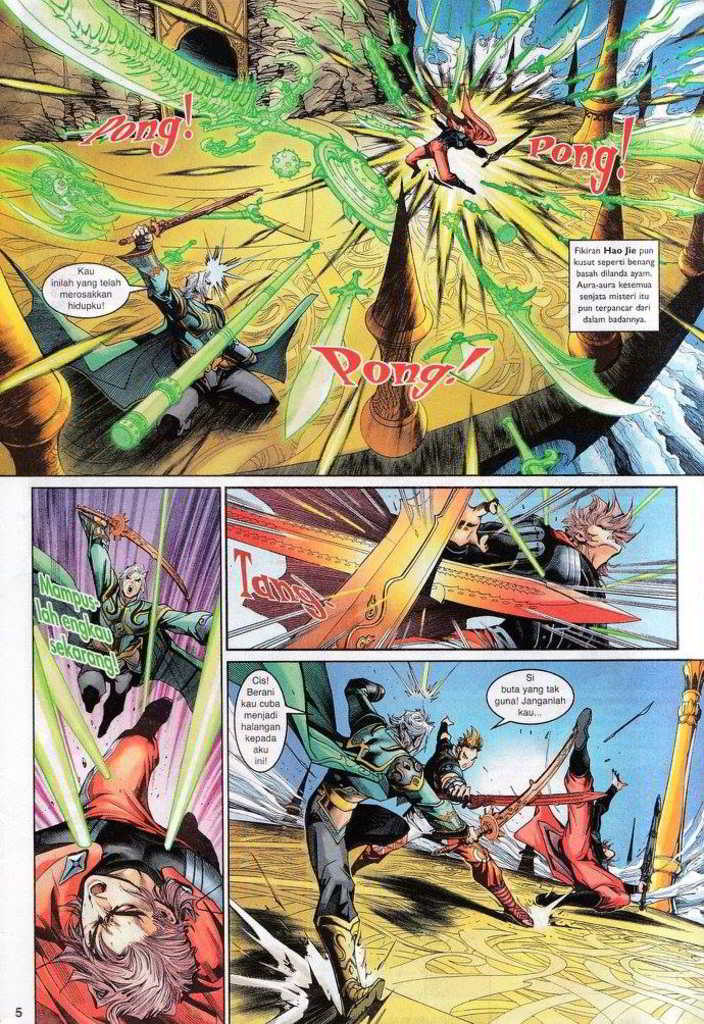 Pong!
Pong!
Kau
inilah yang telah
merosakkan
hidupku!
Fikiran Hao Jie pun
kusut seperti benang
basah dilanda ayam.
Aura-aura kesemua
senjata misteri itu
pun terpancar dari
dalam badannya.
Pong!
Mampus-
lah engkau
sekarang!
Tang
Cis!
Berani
kau cuba
menjadi
halangan
kepada
aku
ini!
Si
buta yang tak
guna! Janganlah
kau...
5